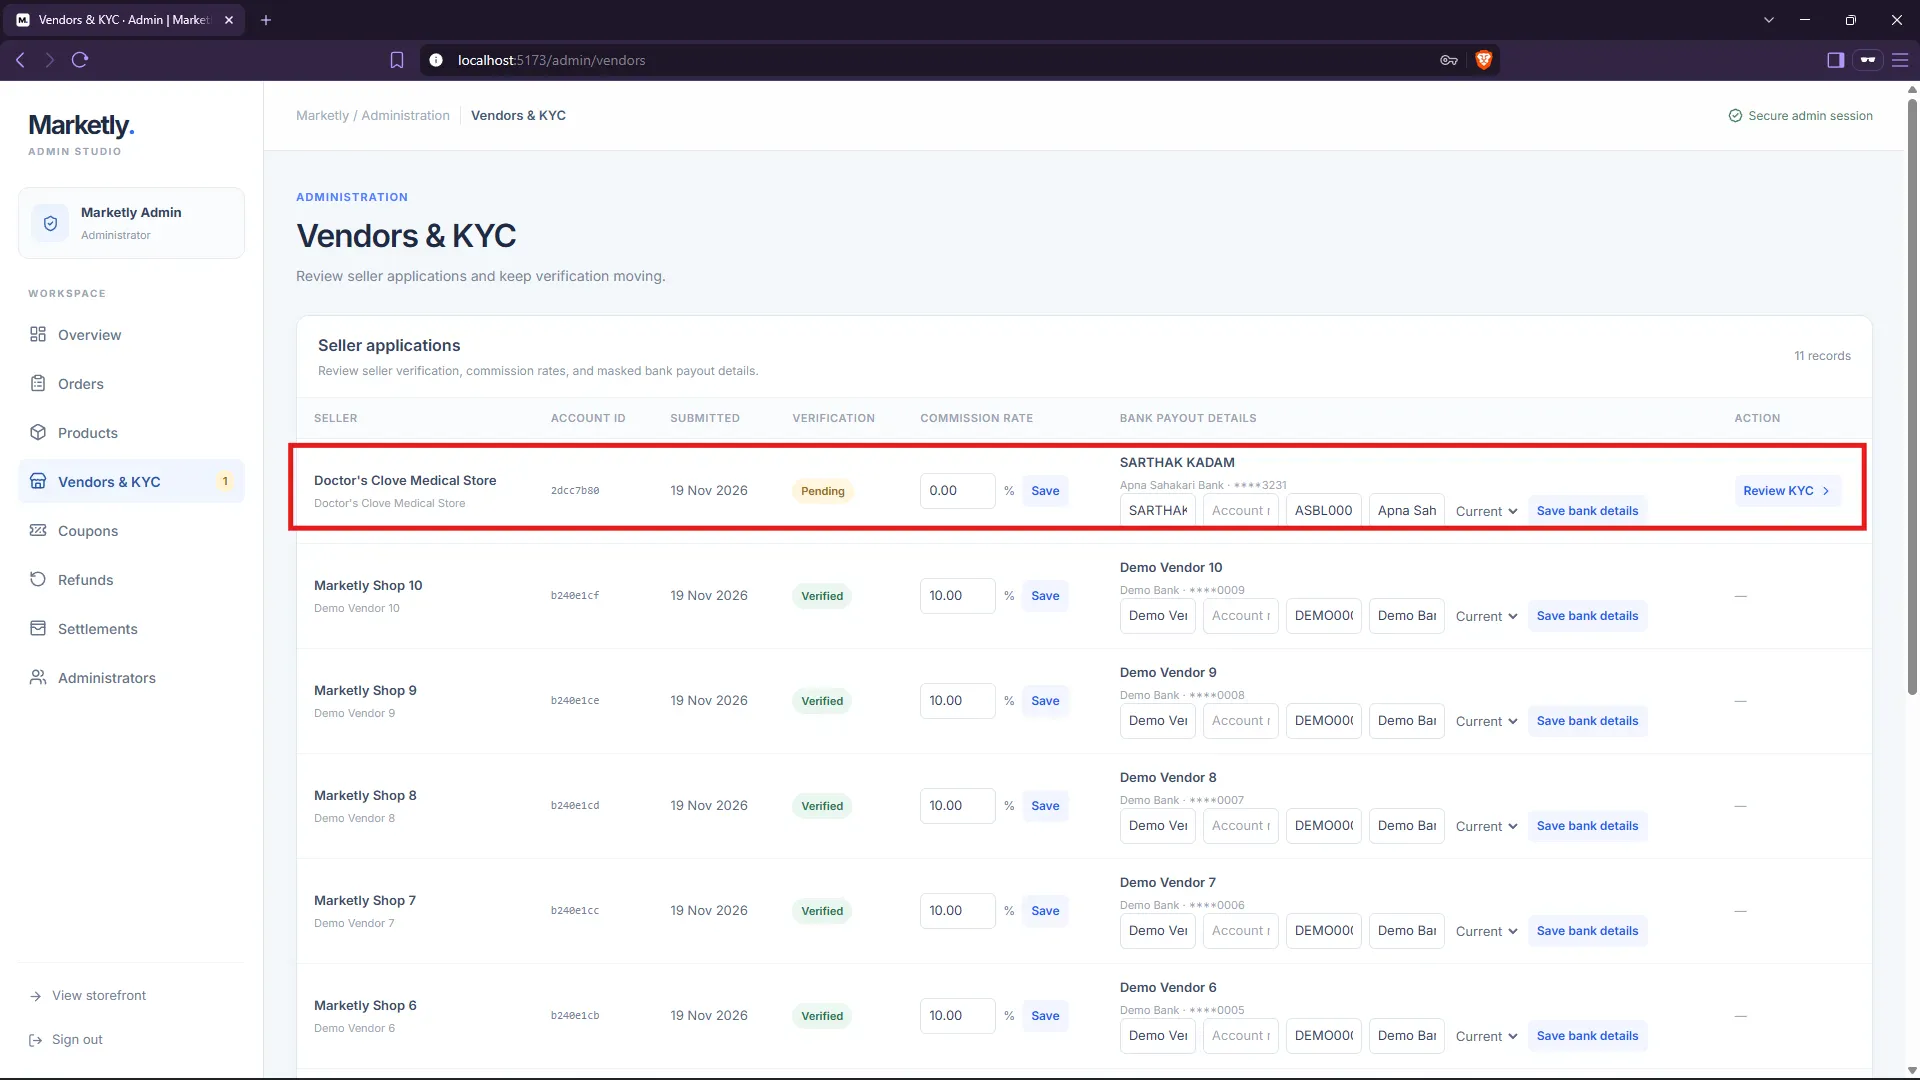 Vendors & KYC · Admin | Market
localhost:5173/admin/vendors
Marketly.
ADMIN STUDIO
Marketly Admin
Administrator
WORKSPACE
Overview
Orders
Products
Vendors & KYC 1
Coupons
Refunds
Settlements
Administrators
View storefront
Sign out
Marketly / Administration Vendors & KYC
Secure admin session
ADMINISTRATION
Vendors & KYC
Review seller applications and keep verification moving.
Seller applications
Review seller verification, commission rates, and masked bank payout details.
11 records
SELLER ACCOUNT ID SUBMITTED VERIFICATION COMMISSION RATE BANK PAYOUT DETAILS ACTION
SARTHAK KADAM
Doctor's Clove Medical Store 2dcc7b80 19 Nov 2026 Pending 0.00 % Save Apna Sahakari Bank · ****3231 Review KYC
Doctor's Clove Medical Store SARTHAK Account r ASBL000 Apna Sah Current Save bank details
Demo Vendor 10
Marketly Shop 10 b240e1cf 19 Nov 2026 Verified 10.00 % Save Demo Bank · ****0009 —
Demo Vendor 10 Demo Ver Account r DEMO000 Demo Bar Current Save bank details
Demo Vendor 9
Marketly Shop 9 b240e1ce 19 Nov 2026 Verified 10.00 % Save Demo Bank · ****0008 —
Demo Vendor 9 Demo Ver Account r DEMO000 Demo Bar Current Save bank details
Demo Vendor 8
Marketly Shop 8 b240e1cd 19 Nov 2026 Verified 10.00 % Save Demo Bank · ****0007 —
Demo Vendor 8 Demo Ver Account r DEMO000 Demo Bar Current Save bank details
Demo Vendor 7
Marketly Shop 7 b240e1cc 19 Nov 2026 Verified 10.00 % Save Demo Bank · ****0006 —
Demo Vendor 7 Demo Ver Account r DEMO000 Demo Bar Current Save bank details
Demo Vendor 6
Marketly Shop 6 b240e1cb 19 Nov 2026 Verified 10.00 % Save Demo Bank · ****0005 —
Demo Vendor 6 Demo Ver Account r DEMO000 Demo Bar Current Save bank details